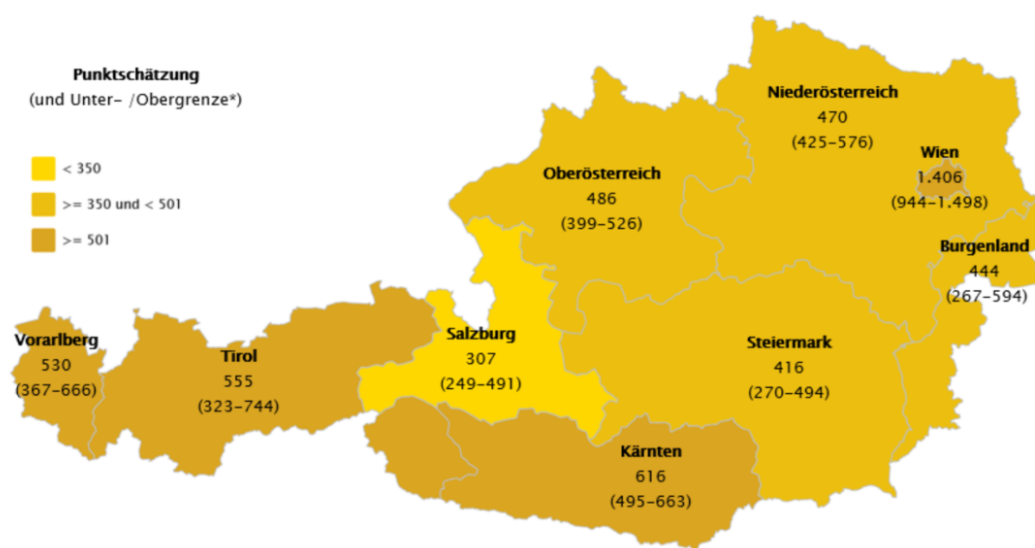 Punktschätzung
(und Unter- /Obergrenze*)
< 350
>= 350 und < 501
>= 501
Niederösterreich
470
(425-576)
Wien
1.406
(944-1.498)
Oberösterreich
486
(399-526)
Burgenland
444
(267-594)
Vorarlberg
530
(367-666)
Tirol
555
(323-744)
Salzburg
307
(249-491)
Steiermark
416
(270-494)
Kärnten
616
(495-663)